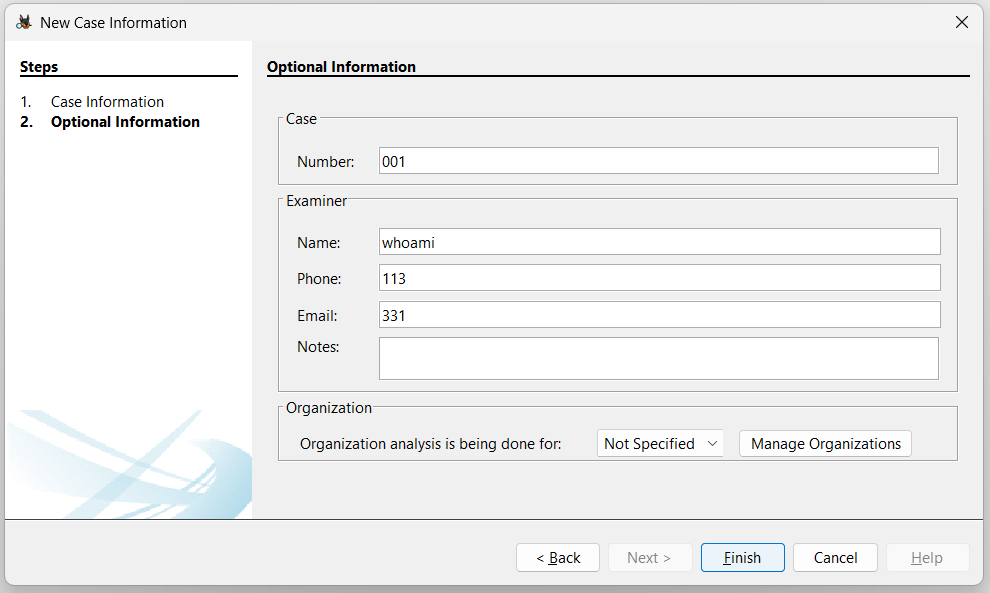 New Case Information
Steps
1. Case Information
2. Optional Information
Optional Information
Case
Number: 001
Examiner
Name: whoami
Phone: 113
Email: 331
Notes:
Organization
Organization analysis is being done for: Not Specified Manage Organizations
< Back Next > Finish Cancel Help